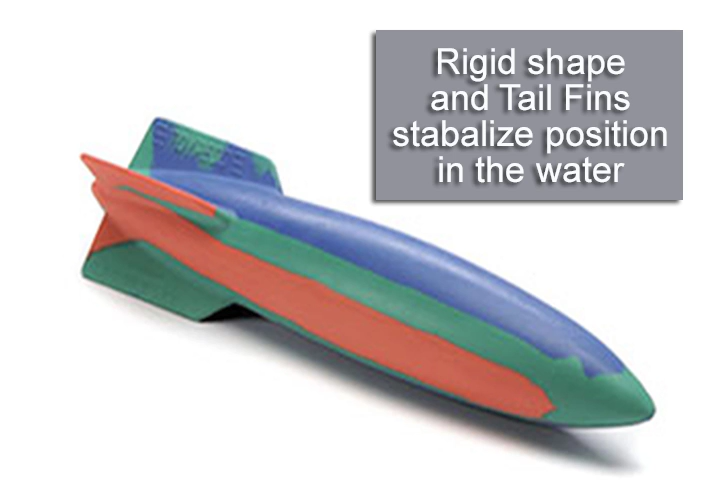 Rigid shape
and Tail Fins
stabalize position
in the water